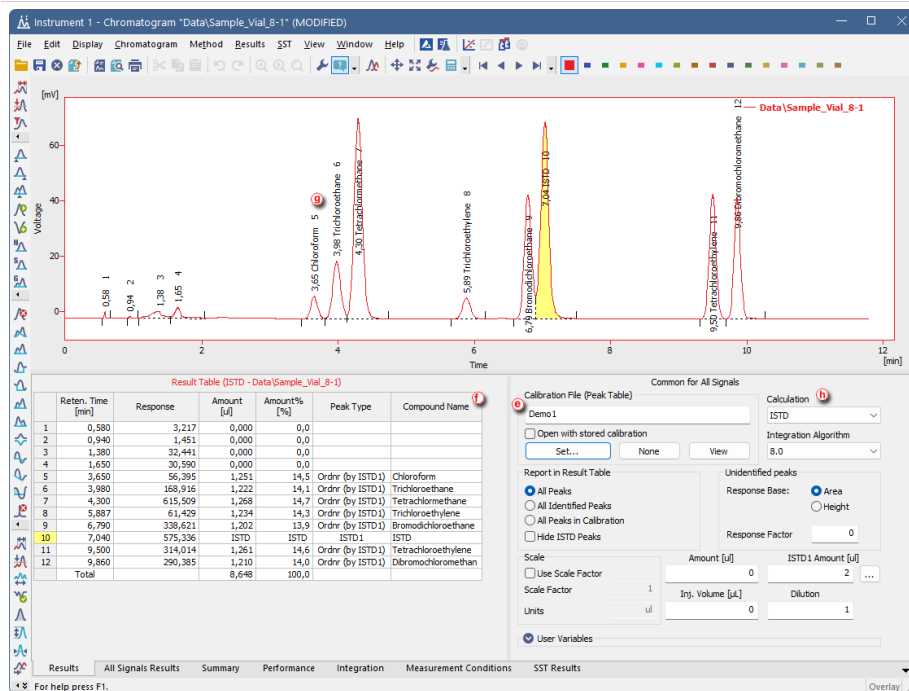 Instrument 1 - Chromatogram "Data\Sample_Vial_8-1" (MODIFIED)
File Edit Display Chromatogram Method Results SST View Window Help
[mV]
Data\Sample_Vial_8-1
60
40
20
0
Voltage
0,58 1
0,94 2
1,38 3
1,65 4
3,65 Chloroform 5
3,98 Trichloroethane 6
4,30 Tetrachlormethane 7
5,89 Trichloroethylene 8
6,79 Bromodichloroethane 9
7,04 ISTD 10
9,50 Tetrachloroethylene 11
9,86 Dibromochloromethane 12
g
0 2 4 6 8 10 12
Time
[min]
Result Table (ISTD - Data\Sample_Vial_8-1)
Reten. Time [min] Response Amount [ul] Amount% [%] Peak Type Compound Name
f
1 0,580 3,217 0,000 0,0
2 0,940 1,451 0,000 0,0
3 1,380 32,441 0,000 0,0
4 1,650 30,590 0,000 0,0
5 3,650 56,395 1,251 14,5 Ordnr (by ISTD1) Chloroform
6 3,980 168,916 1,222 14,1 Ordnr (by ISTD1) Trichloroethane
7 4,300 615,509 1,268 14,7 Ordnr (by ISTD1) Tetrachlormethane
8 5,887 61,429 1,234 14,3 Ordnr (by ISTD1) Trichloroethylene
9 6,790 338,621 1,202 13,9 Ordnr (by ISTD1) Bromodichloroethane
10 7,040 575,336 ISTD ISTD ISTD1 ISTD
11 9,500 314,014 1,261 14,6 Ordnr (by ISTD1) Tetrachloroethylene
12 9,860 290,385 1,210 14,0 Ordnr (by ISTD1) Dibromochloromethan
Total 8,648 100,0
Common for All Signals
Calibration File (Peak Table)
e
Demo1
Open with stored calibration
Set... None View
Calculation
h
ISTD
Integration Algorithm
8.0
Report in Result Table
All Peaks
All Identified Peaks
All Peaks in Calibration
Hide ISTD Peaks
Unidentified peaks
Response Base: Area
Height
Response Factor 0
Scale
Use Scale Factor
Scale Factor 1
Units ul
Amount [ul]
0
ISTD1 Amount [ul]
2 ...
Inj. Volume [µL]
0
Dilution
1
User Variables
Results All Signals Results Summary Performance Integration Measurement Conditions SST Results
For help press F1.
Overlay